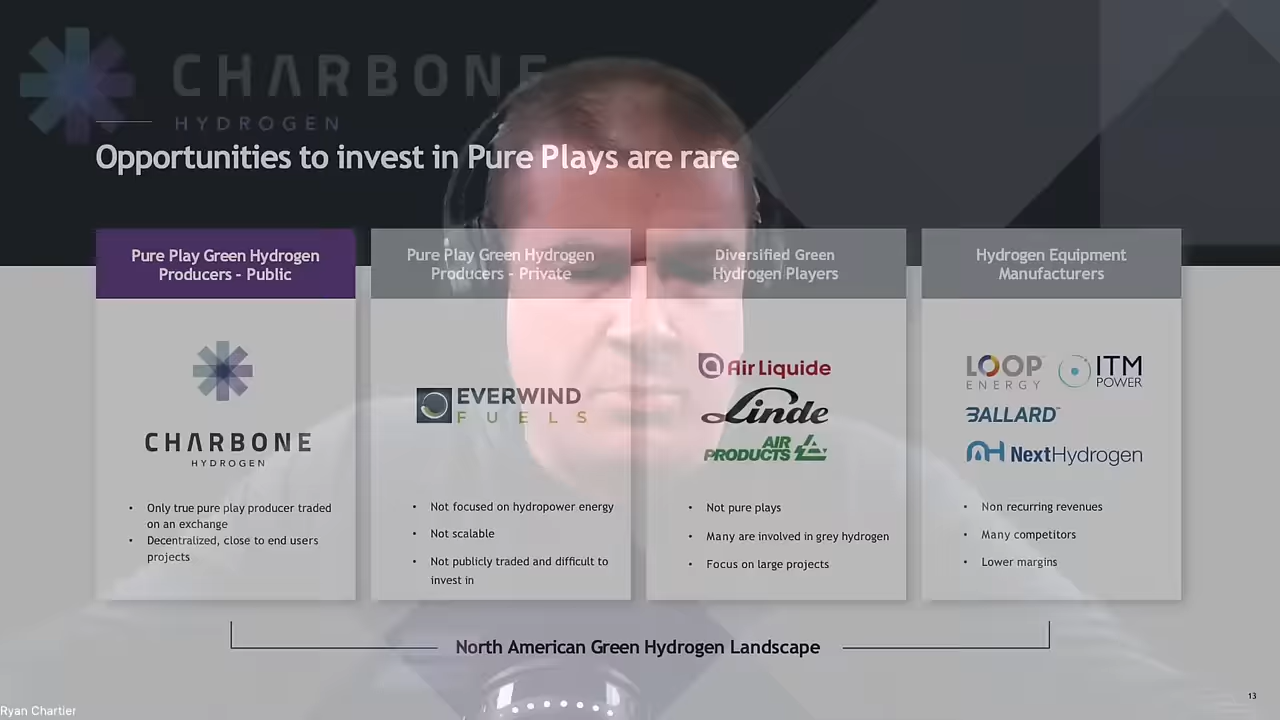 CHARBONE
HYDROGEN
Opportunities to invest in Pure Plays are rare
Pure Play Green Hydrogen
Producers - Public
CHARBONE
HYDROGEN
• Only true pure play producer traded
on an exchange
• Decentralized, close to end users
projects
Pure Play Green Hydrogen
Producers - Private
EVERWIND
FUELS
• Not focused on hydropower energy
• Not scalable
• Not publicly traded and difficult to
invest in
Diversified Green
Hydrogen Players
Air Liquide
Linde
AIR
PRODUCTS
• Not pure plays
• Many are involved in grey hydrogen
• Focus on large projects
Hydrogen Equipment
Manufacturers
LOOP
ENERGY
ITM
POWER
BALLARD
NextHydrogen
• Non recurring revenues
• Many competitors
• Lower margins
North American Green Hydrogen Landscape
13
Ryan Chartier